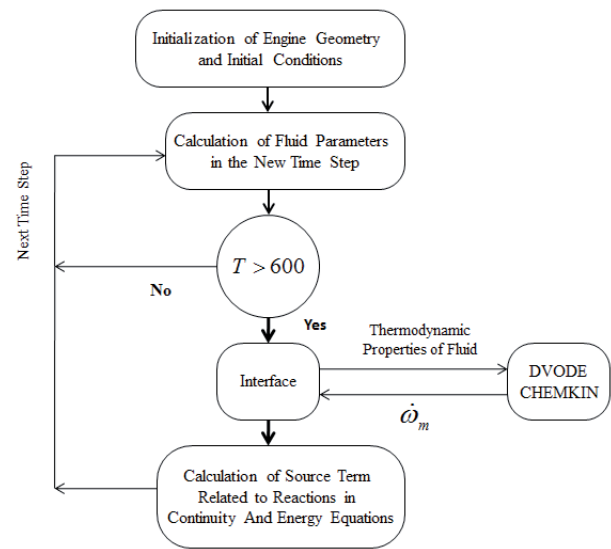 Initialization of Engine Geometry
and Initial Conditions
Calculation of Fluid Parameters
in the New Time Step
Next Time Step
T > 600
No
Yes
Thermodynamic
Properties of Fluid
Interface
DVODE
CHEMKIN
ω̇_m
Calculation of Source Term
Related to Reactions in
Continuity And Energy Equations